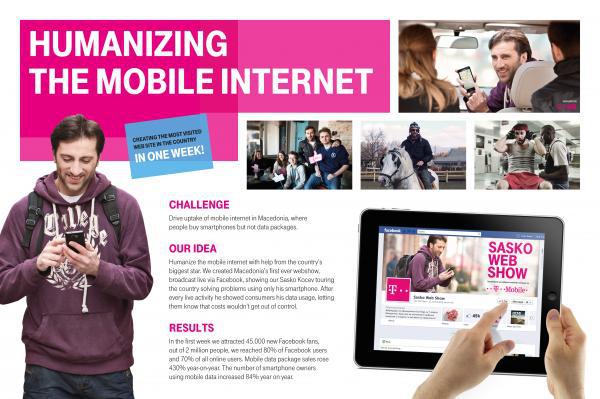 HUMANIZING
THE MOBILE INTERNET
CREATING THE MOST VISITED
WEB SITE IN THE COUNTRY
IN ONE WEEK!
CHALLENGE
Drive uptake of mobile internet in Macedonia, where
people buy smartphones but not data packages.
OUR IDEA
Humanize the mobile internet with help from the country's
biggest star. We created Macedonia's first ever webshow,
broadcast live via Facebook, showing our Sasko Kocev touring
the country solving problems using only his smartphone. After
every live activity he showed consumers his data usage, letting
them know that costs wouldn't get out of control.
RESULTS
In the first week we attracted 45.000 new Facebook fans,
out of 2 million people, we reached 80% of Facebook users
and 70% of all online users. Mobile data package sales rose
430% year-on-year. The number of smartphone owners
using mobile data increased 84% year on year.
College
facebook
SASKO
WEB
SHOW
T
T Mobile
Sasko Web Show